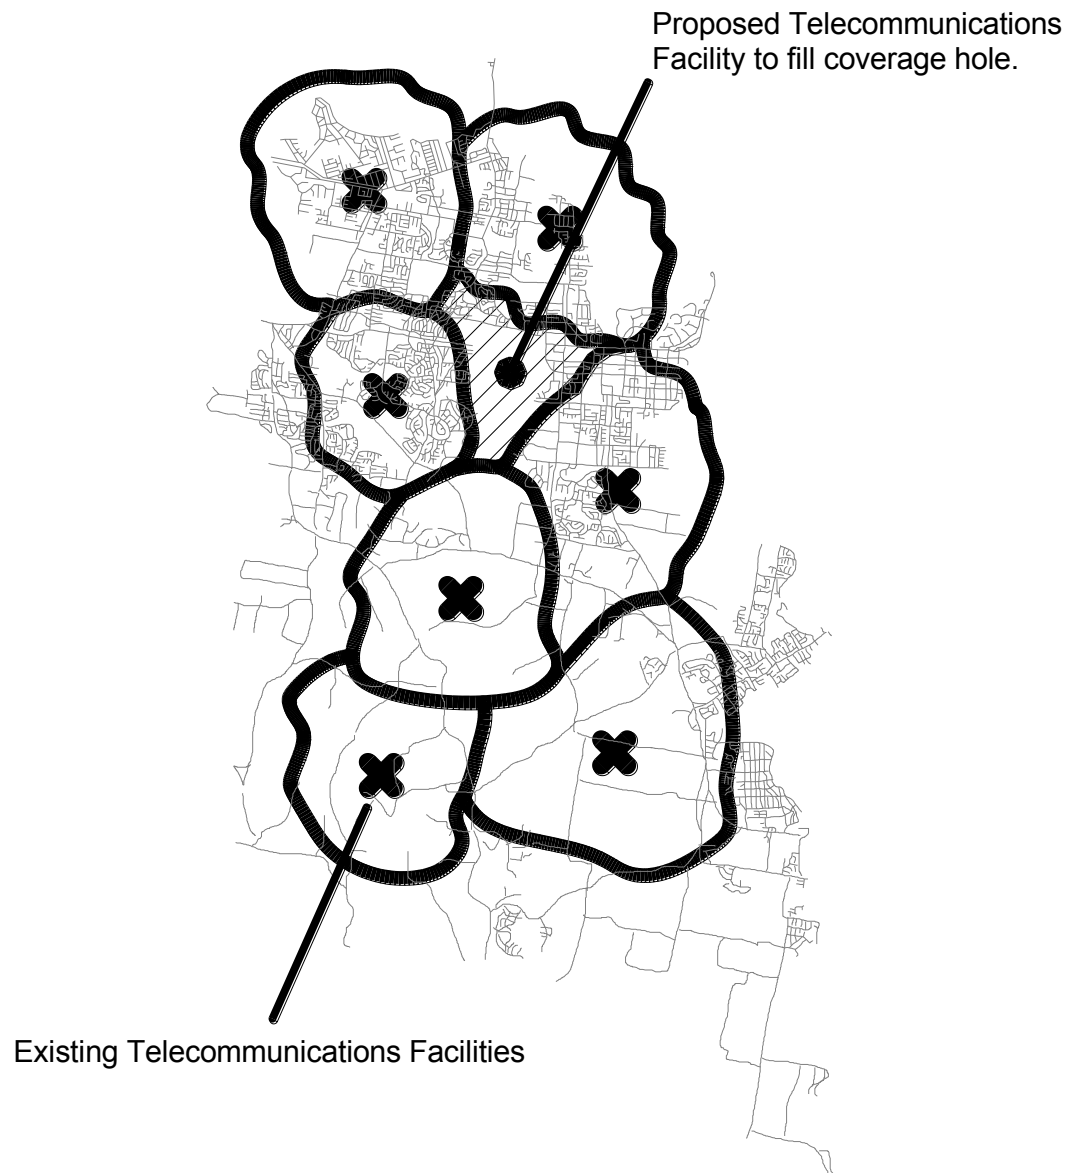 Proposed Telecommunications
Facility to fill coverage hole.
Existing Telecommunications Facilities